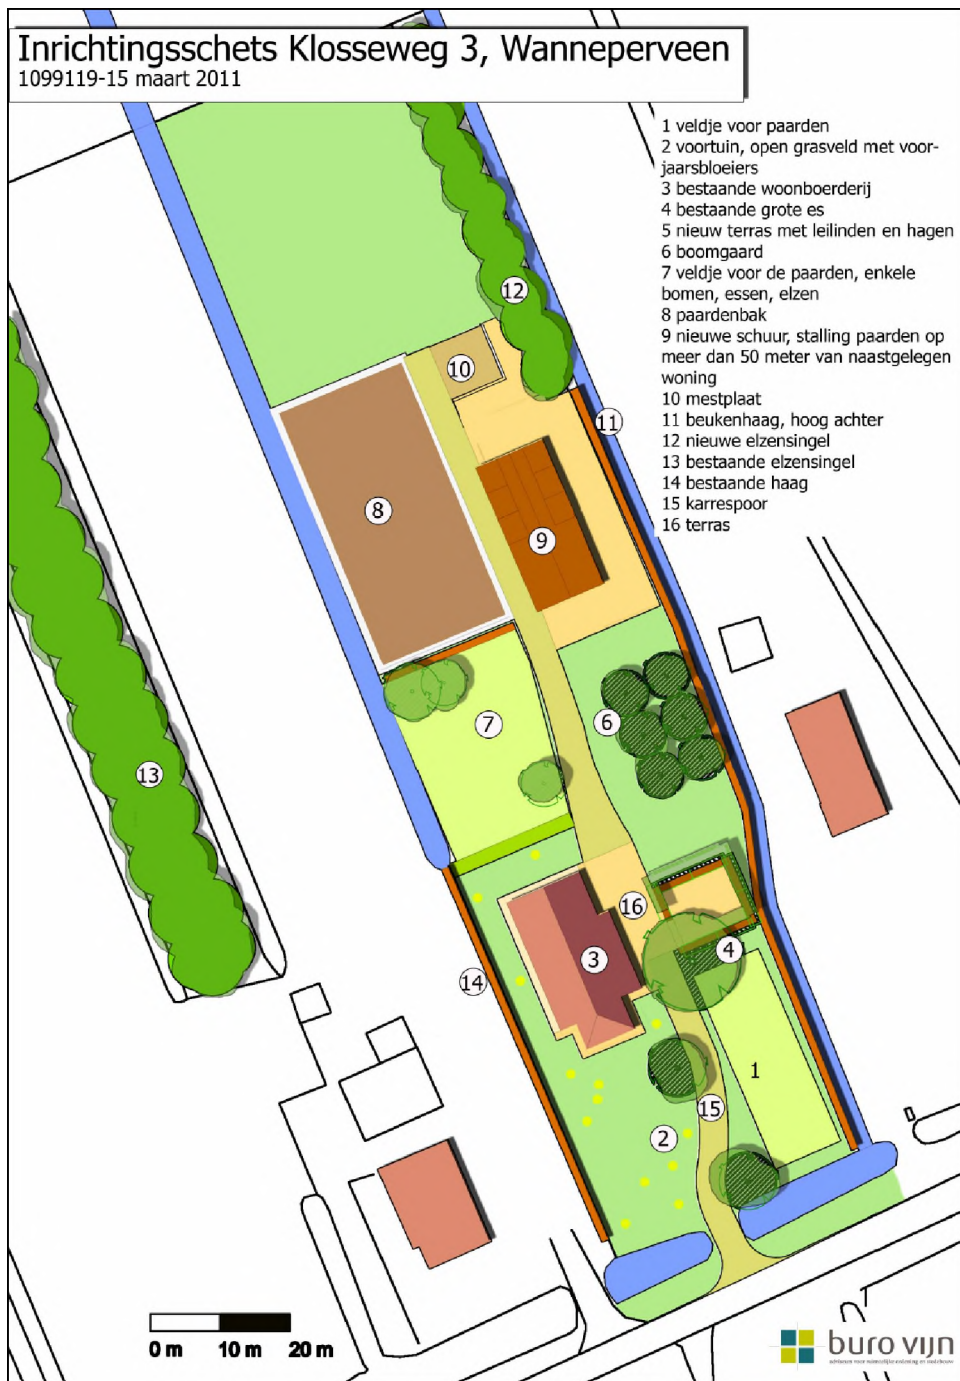 Inrichtingsschets Klosseweg 3, Wanneperveen
1099119-15 maart 2011
1 veldje voor paarden
2 voortuin, open grasveld met voor-
jaarsbloeiers
3 bestaande woonboerderij
4 bestaande grote es
5 nieuw terras met leilinden en hagen
6 boomgaard
7 veldje voor de paarden, enkele
bomen, essen, elzen
8 paardenbak
9 nieuwe schuur, stalling paarden op
meer dan 50 meter van naastgelegen
woning
10 mestplaat
11 beukenhaag, hoog achter
12 nieuwe elzensingel
13 bestaande elzensingel
14 bestaande haag
15 karrespoor
16 terras
12
10
11
8
9
6
7
13
16
4
3
14
1
15
2
0 m 10 m 20 m
buro vijn
adviseurs voor ruimtelijke ordening en